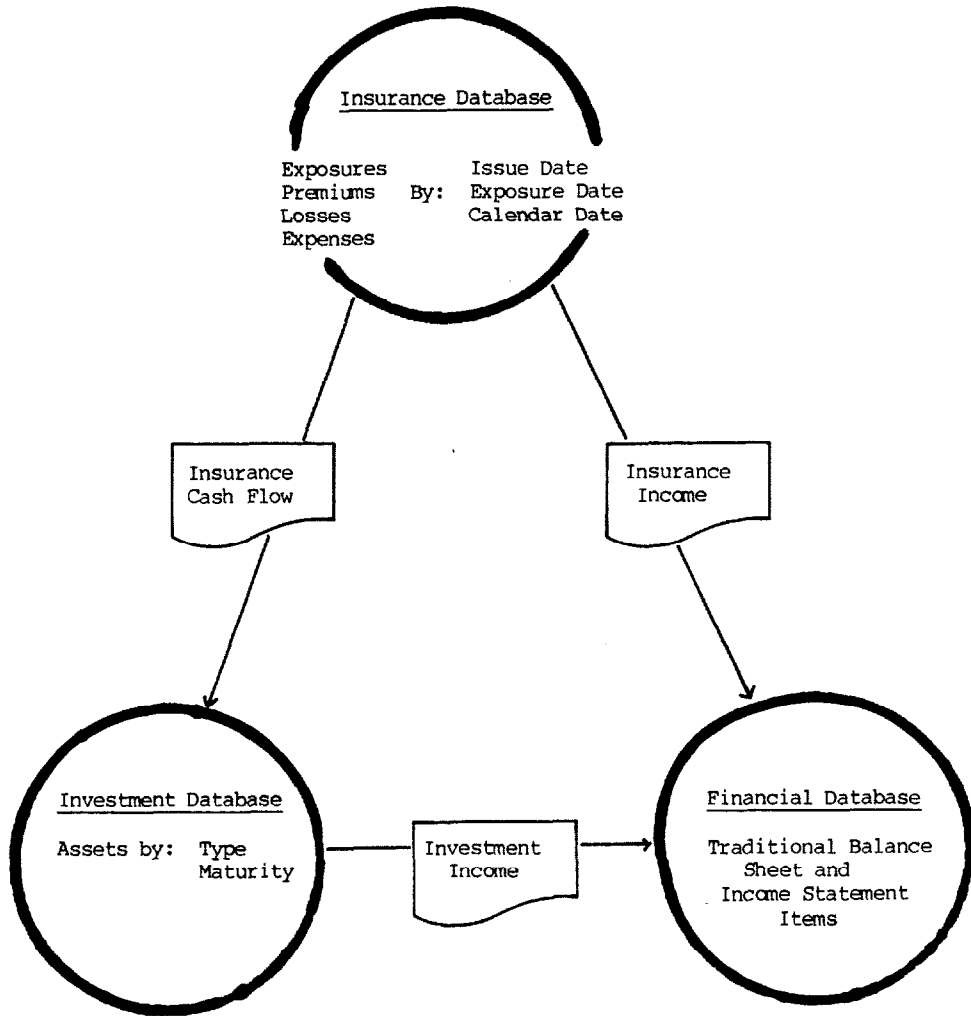 Insurance Database
Exposures Issue Date
Premiums By: Exposure Date
Losses Calendar Date
Expenses
Insurance
Cash Flow
Insurance
Income
Investment Database
Assets by: Type
Maturity
Investment
Income
Financial Database
Traditional Balance
Sheet and
Income Statement
Items